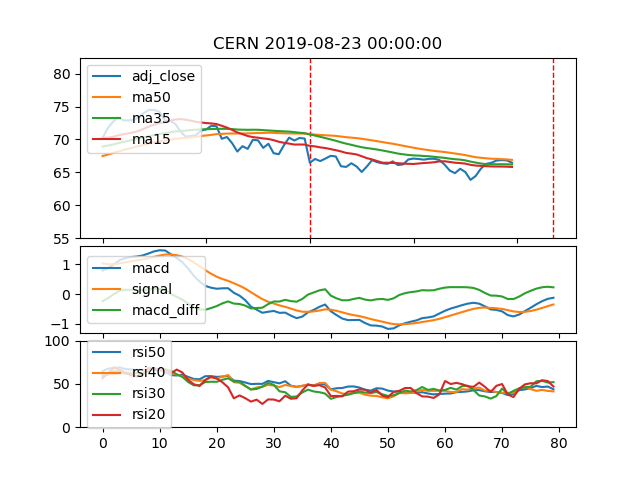 CERN 2019-08-23 00:00:00
80
75
70
65
60
55
adj_close
ma50
ma35
ma15
1
0
−1
macd
signal
macd_diff
100
50
0
rsi50
rsi40
rsi30
rsi20
0 10 20 30 40 50 60 70 80